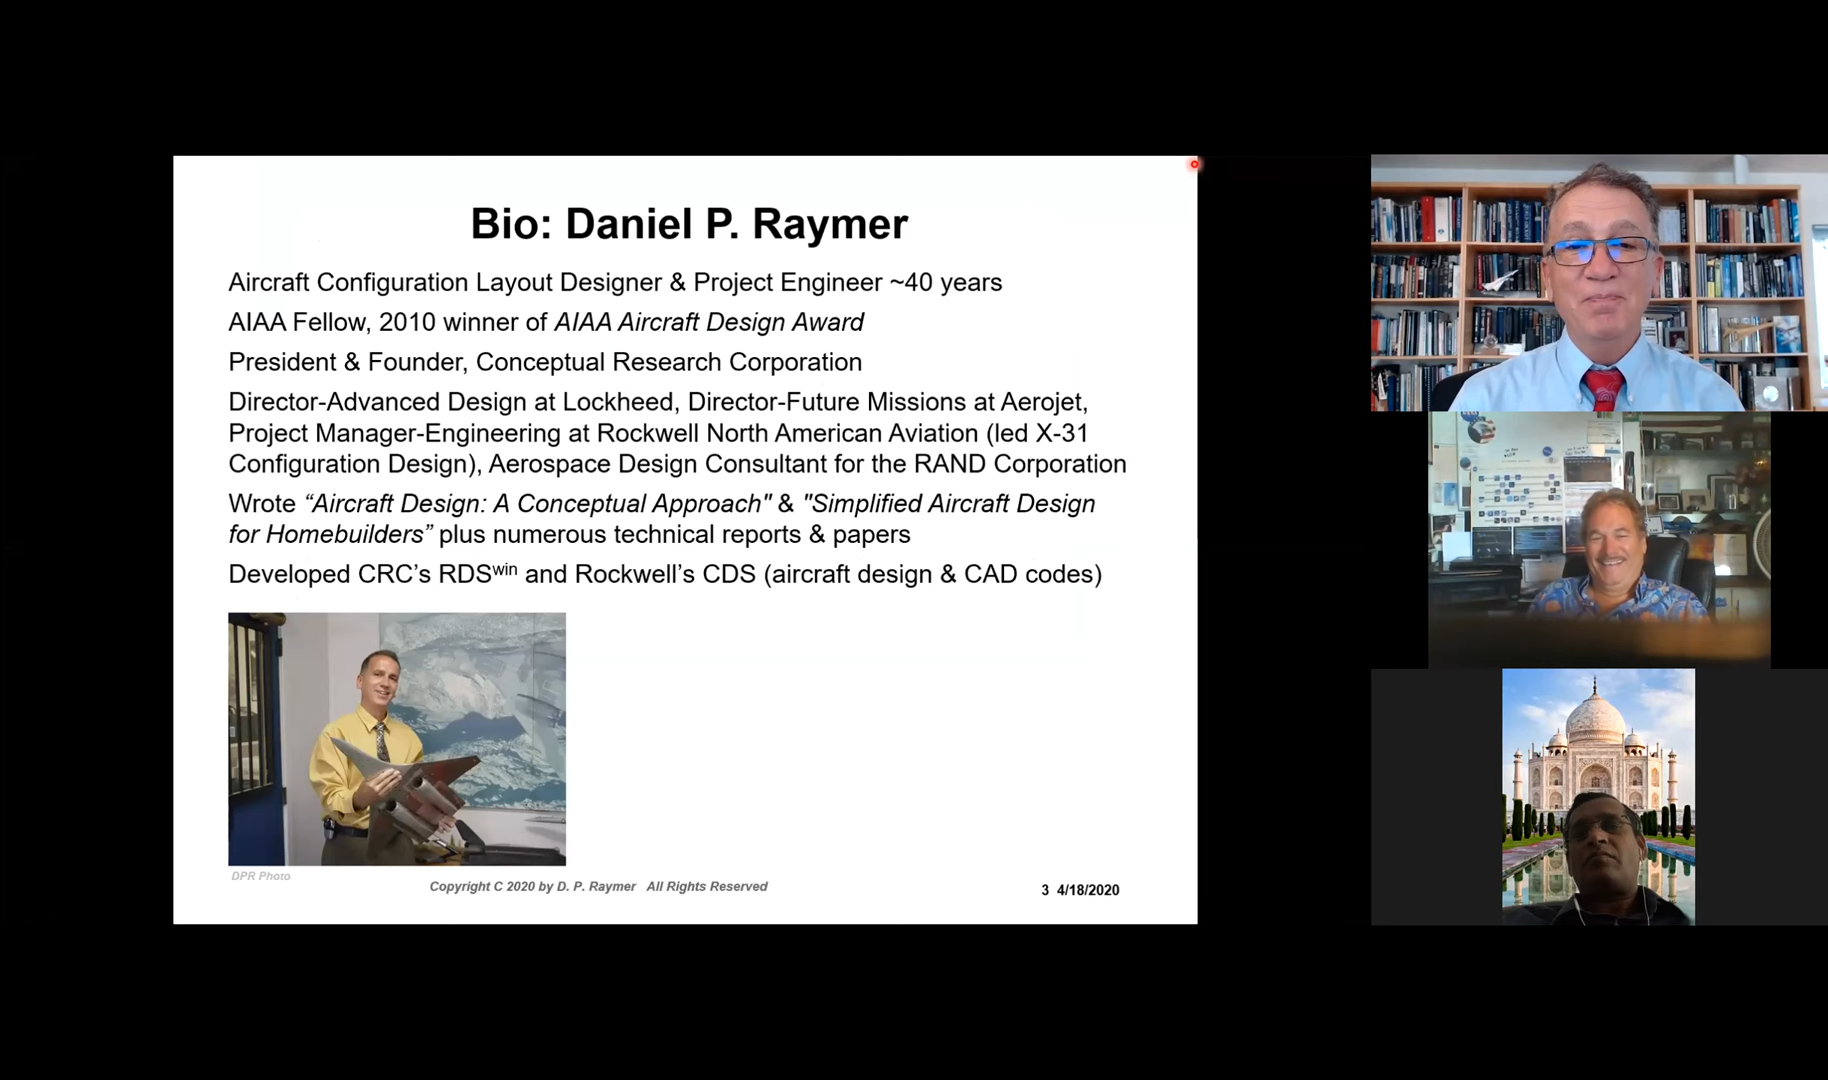 Bio: Daniel P. Raymer
Aircraft Configuration Layout Designer & Project Engineer ~40 years
AIAA Fellow, 2010 winner of AIAA Aircraft Design Award
President & Founder, Conceptual Research Corporation
Director-Advanced Design at Lockheed, Director-Future Missions at Aerojet,
Project Manager-Engineering at Rockwell North American Aviation (led X-31
Configuration Design), Aerospace Design Consultant for the RAND Corporation
Wrote “Aircraft Design: A Conceptual Approach" & "Simplified Aircraft Design
for Homebuilders” plus numerous technical reports & papers
Developed CRC’s RDSwin and Rockwell’s CDS (aircraft design & CAD codes)
DPR Photo
Copyright C 2020 by D. P. Raymer All Rights Reserved
3 4/18/2020